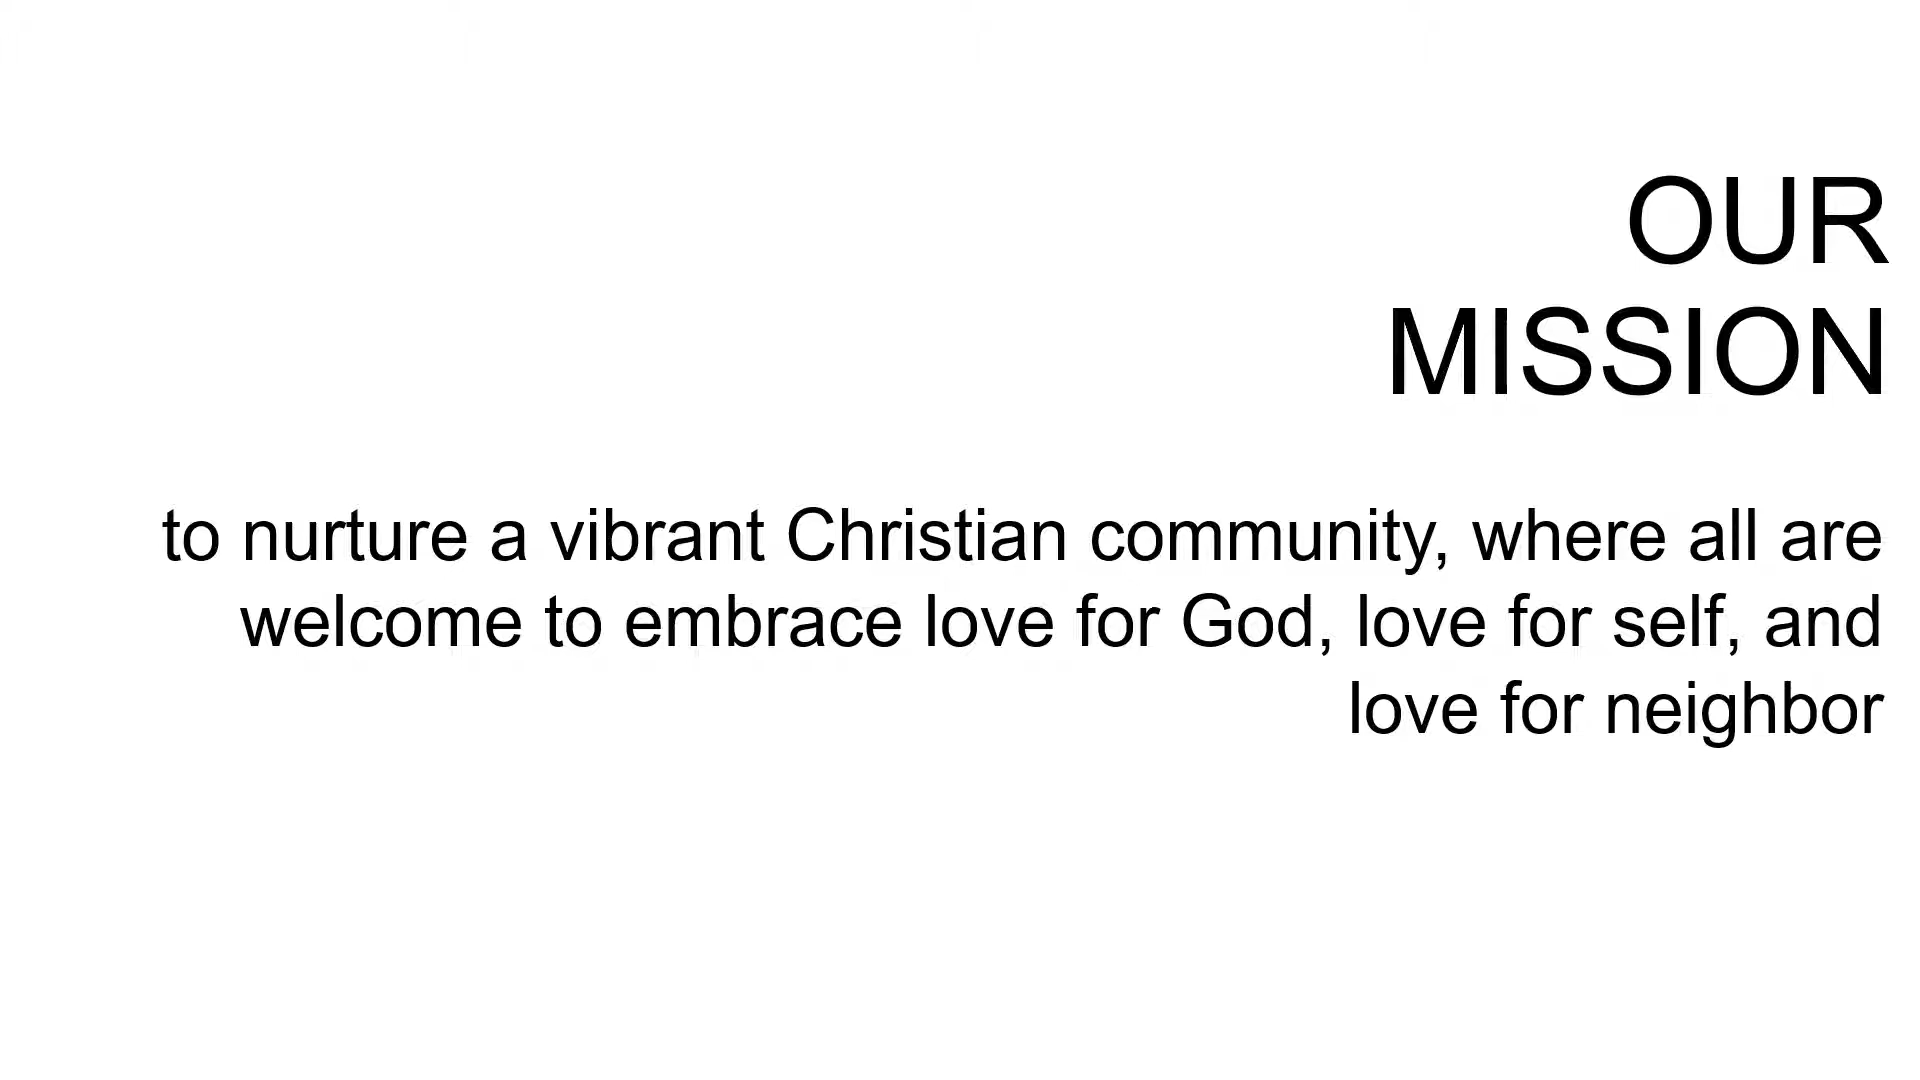 OUR
MISSION
to nurture a vibrant Christian community, where all are
welcome to embrace love for God, love for self, and
love for neighbor